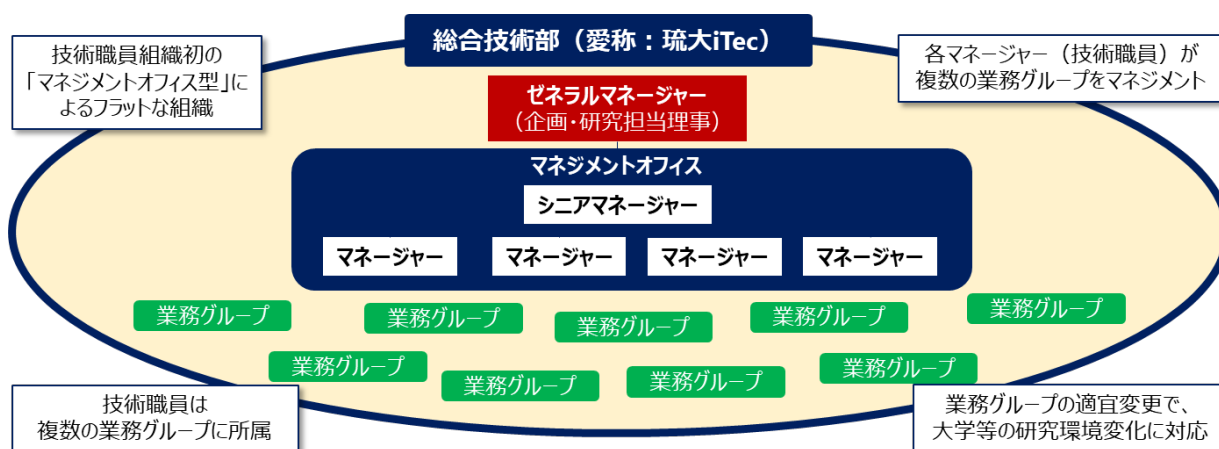 総合技術部（愛称：琉大iTec）
技術職員組織初の
「マネジメントオフィス型」に
よるフラットな組織
各マネージャー（技術職員）が
複数の業務グループをマネジメント
ゼネラルマネージャー
（企画・研究担当理事）
マネジメントオフィス
シニアマネージャー
マネージャー
マネージャー
マネージャー
マネージャー
業務グループ
業務グループ
業務グループ
業務グループ
業務グループ
業務グループ
業務グループ
業務グループ
業務グループ
技術職員は
複数の業務グループに所属
業務グループの適宜変更で、
大学等の研究環境変化に対応